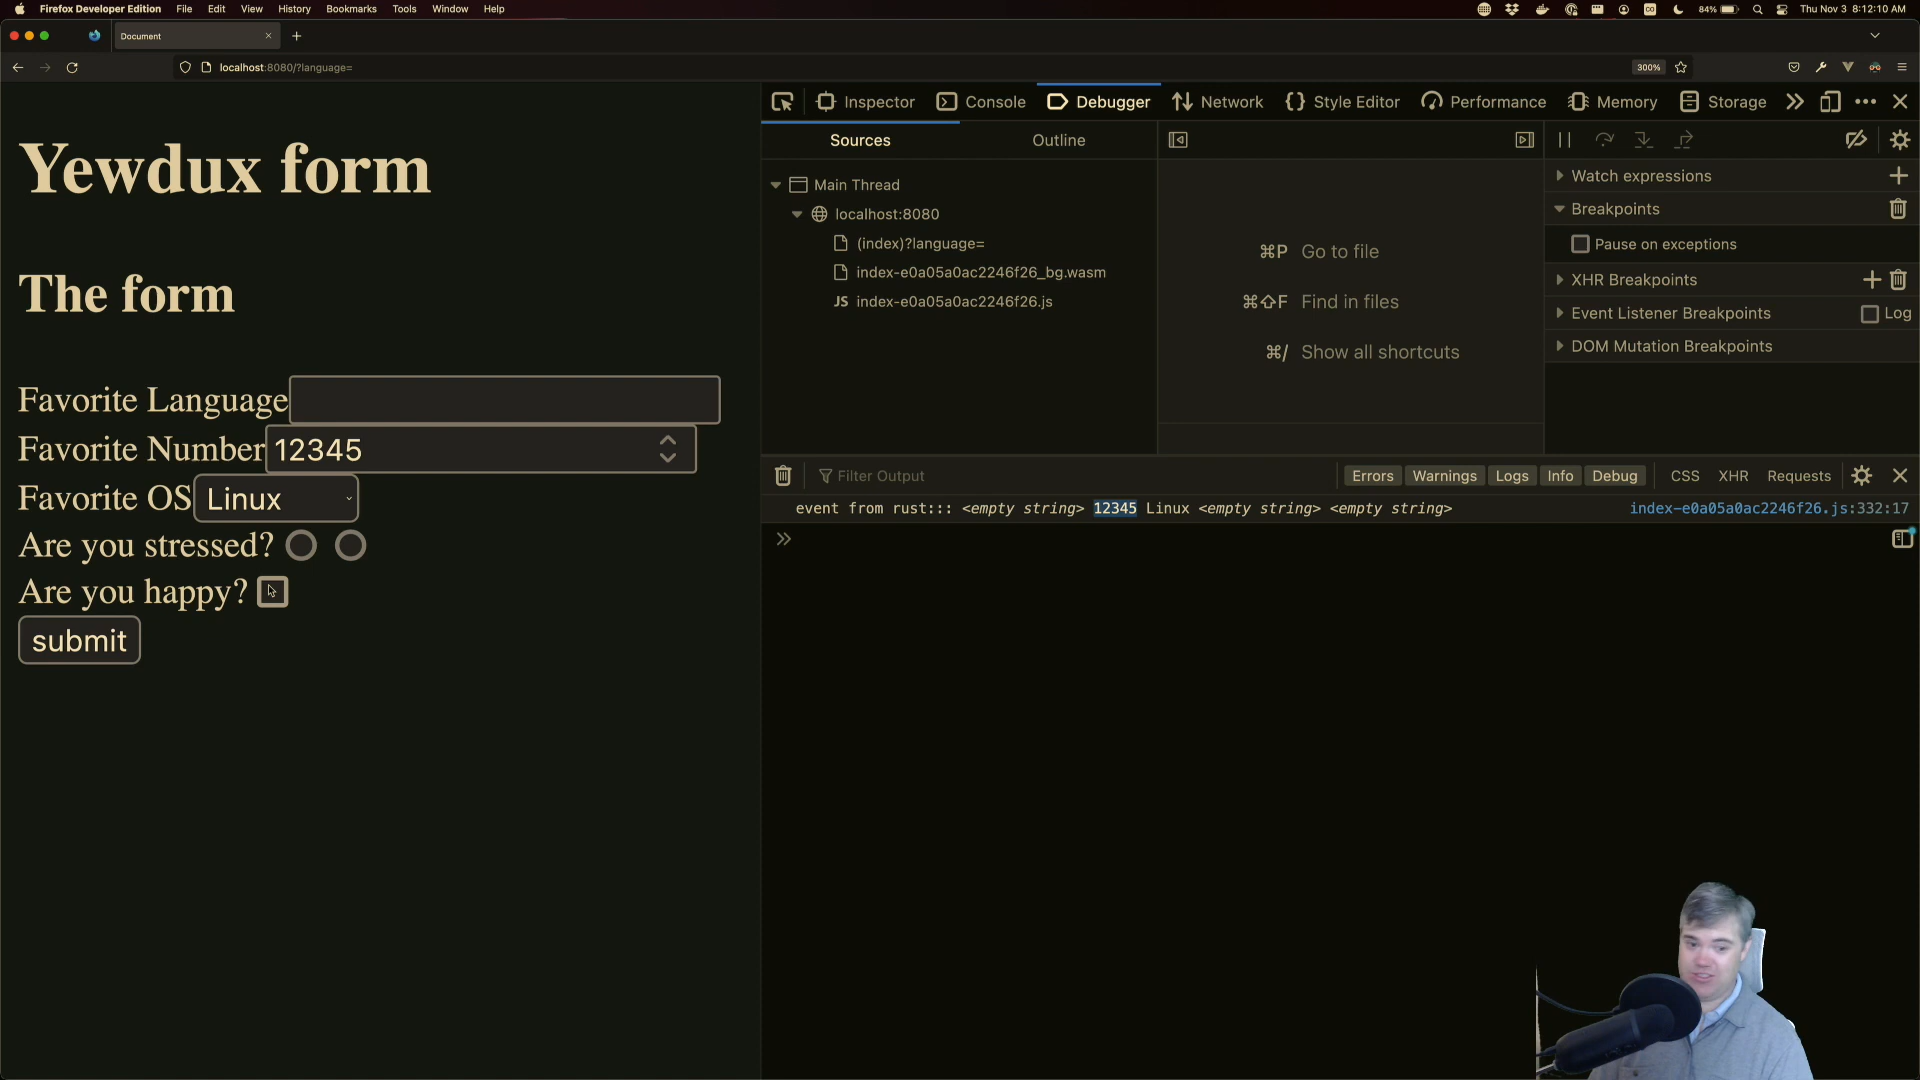 Firefox Developer Edition File Edit View History Bookmarks Tools Window Help 84% Thu Nov 3 8:12:10 AM
Document
localhost:8080/?language= 300%
Yewdux form
The form
Favorite Language
Favorite Number 12345
Favorite OS Linux
Are you stressed?
Are you happy?
submit
Inspector Console Debugger Network Style Editor Performance Memory Storage
Sources Outline
Main Thread
localhost:8080
(index)?language=
index-e0a05a0ac2246f26_bg.wasm
JS index-e0a05a0ac2246f26.js
⌘P Go to file
⌘⇧F Find in files
⌘/ Show all shortcuts
Watch expressions
Breakpoints
Pause on exceptions
XHR Breakpoints
Event Listener Breakpoints Log
DOM Mutation Breakpoints
Filter Output Errors Warnings Logs Info Debug CSS XHR Requests
event from rust::: <empty string> 12345 Linux <empty string> <empty string> index-e0a05a0ac2246f26.js:332:17